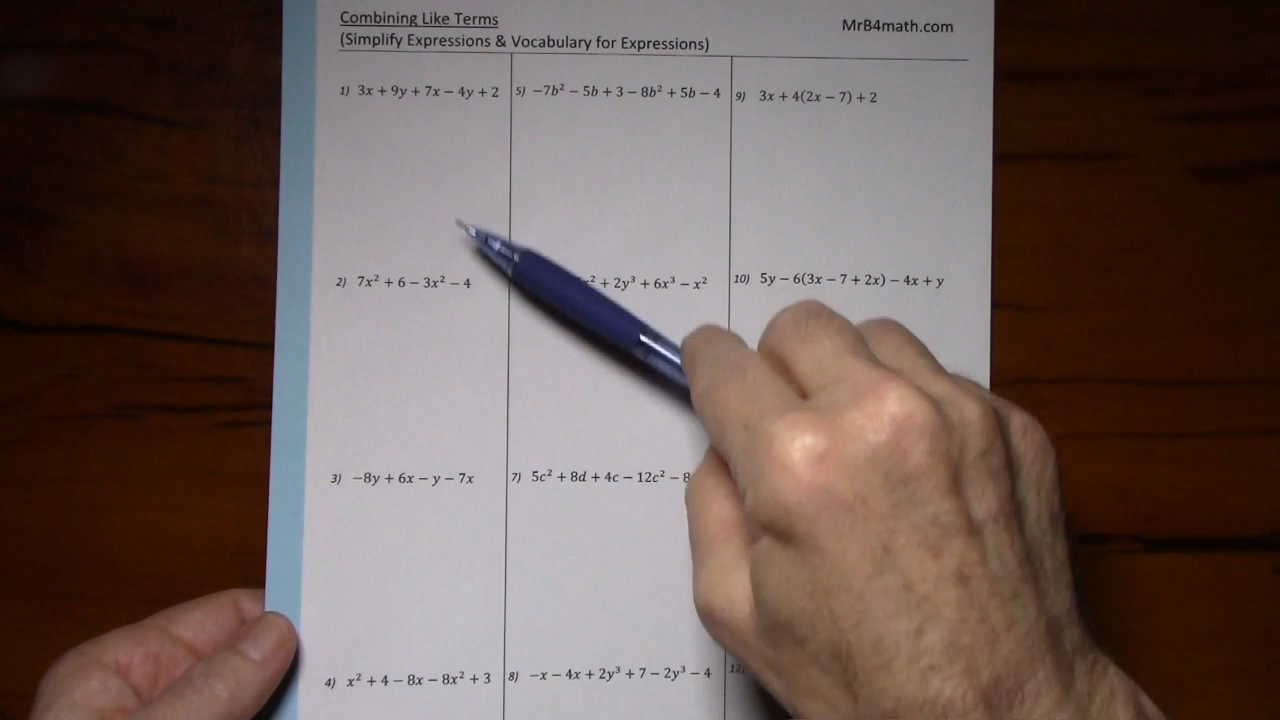 Combining Like Terms
MrB4math.com
(Simplify Expressions & Vocabulary for Expressions)
1) 3x + 9y + 7x − 4y + 2
2) 7x² + 6 − 3x² − 4
3) −8y + 6x − y − 7x
4) x² + 4 − 8x − 8x² + 3
5) −7b² − 5b + 3 − 8b² + 5b − 4
² + 2y³ + 6x³ − x²
7) 5c² + 8d + 4c − 12c² − 8
8) −x − 4x + 2y³ + 7 − 2y³ − 4
9) 3x + 4(2x − 7) + 2
10) 5y − 6(3x − 7 + 2x) − 4x + y